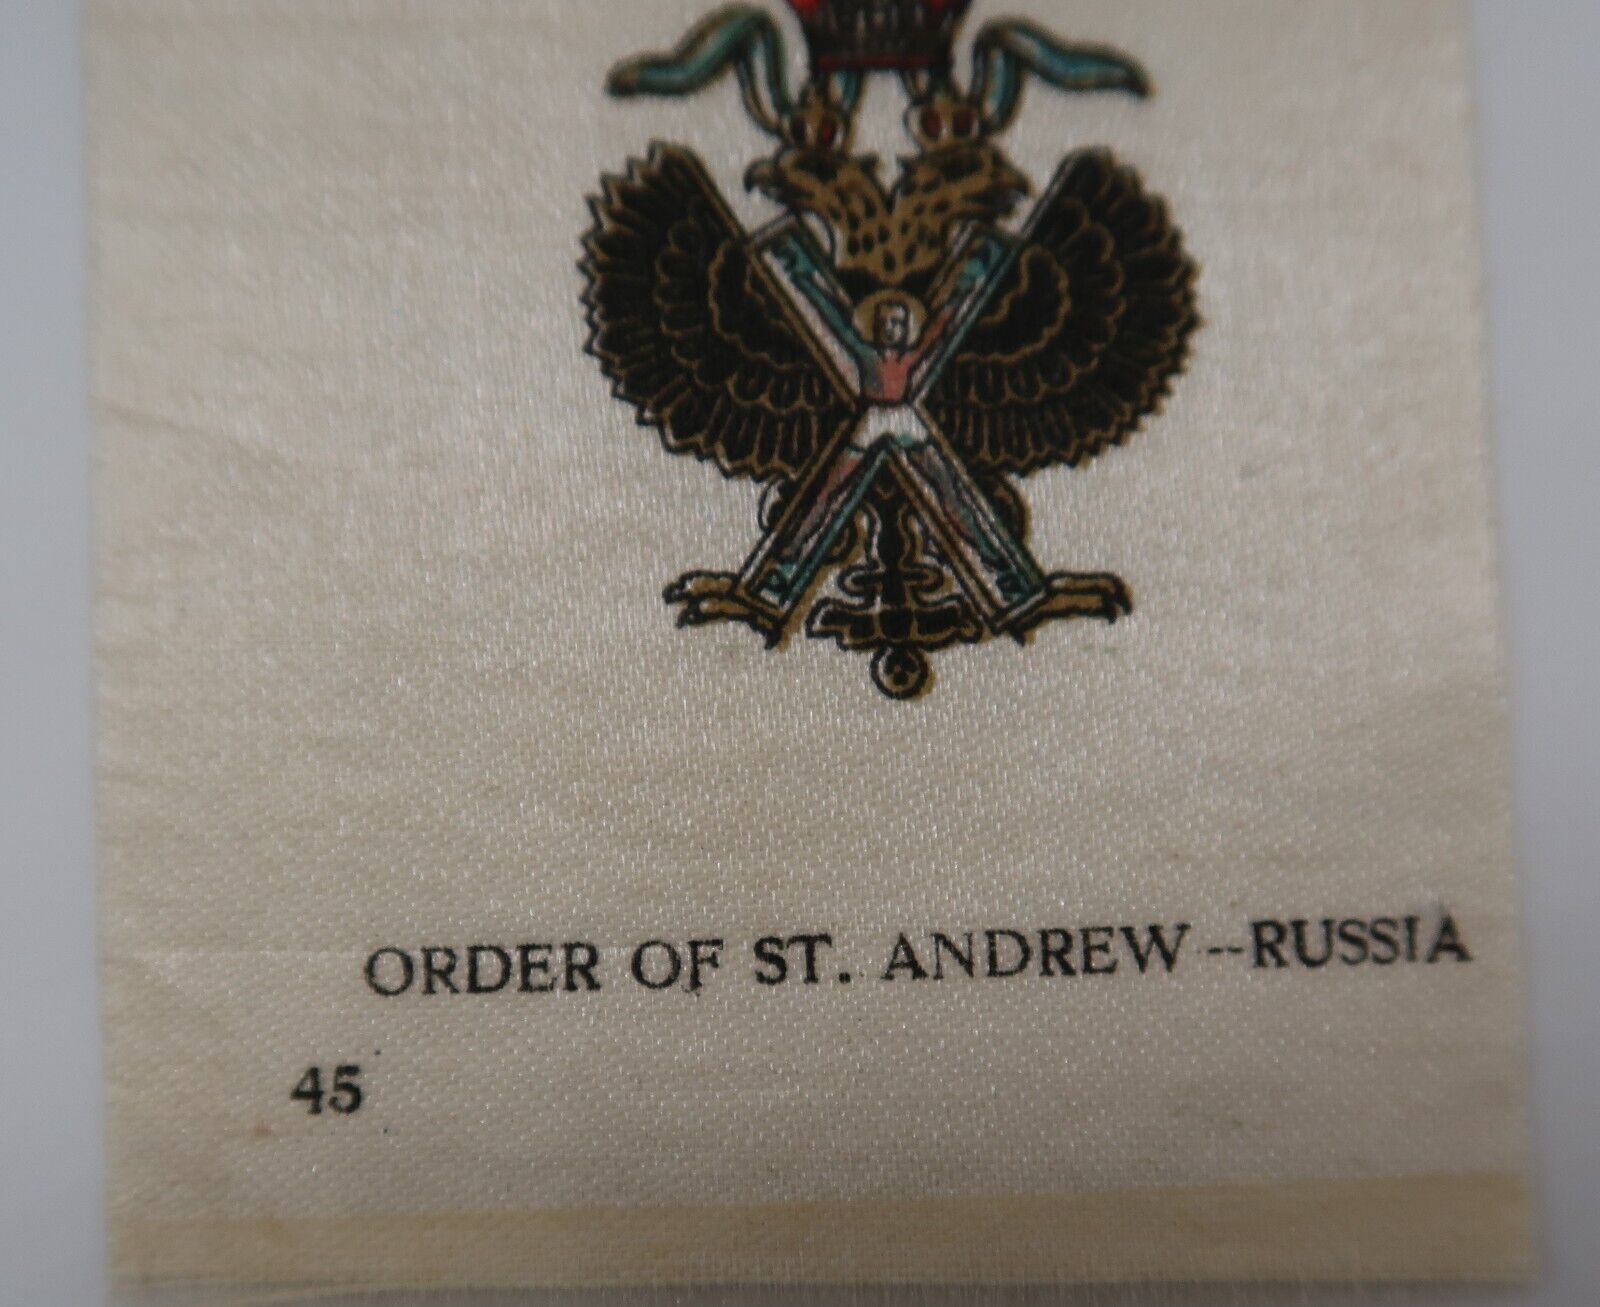 ORDER OF ST. ANDREW--RUSSIA
45